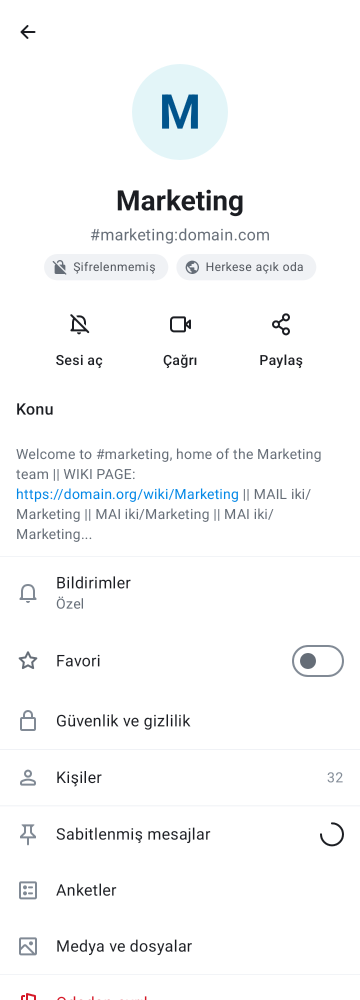 M
Marketing
#marketing:domain.com
Şifrelenmemiş
Herkese açık oda
Sesi aç
Çağrı
Paylaş
Konu
Welcome to #marketing, home of the Marketing
team || WIKI PAGE:
https://domain.org/wiki/Marketing || MAIL iki/
Marketing || MAI iki/Marketing || MAI iki/
Marketing...
Bildirimler
Özel
Favori
Güvenlik ve gizlilik
Kişiler
32
Sabitlenmiş mesajlar
Anketler
Medya ve dosyalar